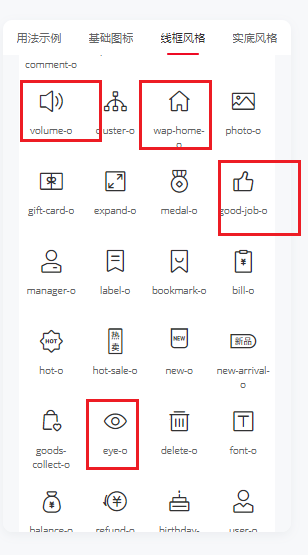 用法示例 基础图标 线框风格 实底风格
comment-o
volume-o cluster-o wap-home-o photo-o
gift-card-o expand-o medal-o good-job-o
manager-o label-o bookmark-o bill-o
HOT 热卖 NEW 新品
hot-o hot-sale-o new-o new-arrival-o
goods-collect-o eye-o delete-o font-o
balance-o refund-o birthday- user-o